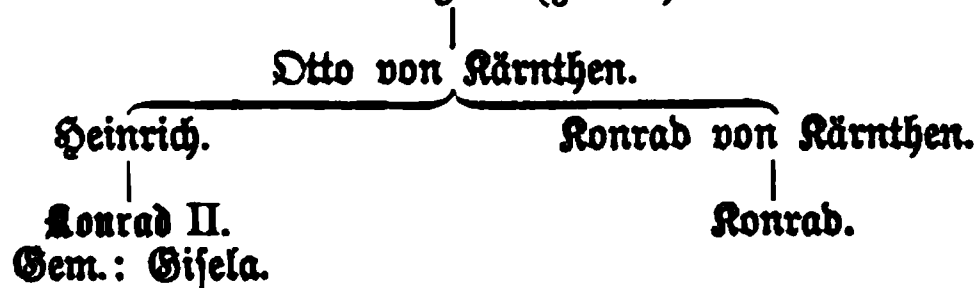 Otto von Kärnthen.
Heinrich. Konrad von Kärnthen.
Konrad II. Konrad.
Gem.: Gisela.